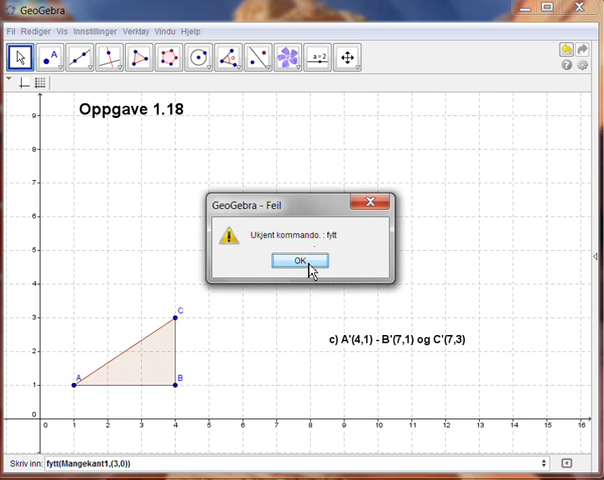 GeoGebra
Fil Rediger Vis Innstillinger Verktøy Vindu Hjelp
A
α
a=2
Oppgave 1.18
9
8
7
6
5
4
3
2
1
0
GeoGebra - Feil
Ukjent kommando. : fytt
OK
C
A
B
c) A'(4,1) - B'(7,1) og C'(7,3)
0 1 2 3 4 5 6 7 8 9 10 11 12 13 14 15 16
Skriv inn: fytt(Mangekant1,(3,0))